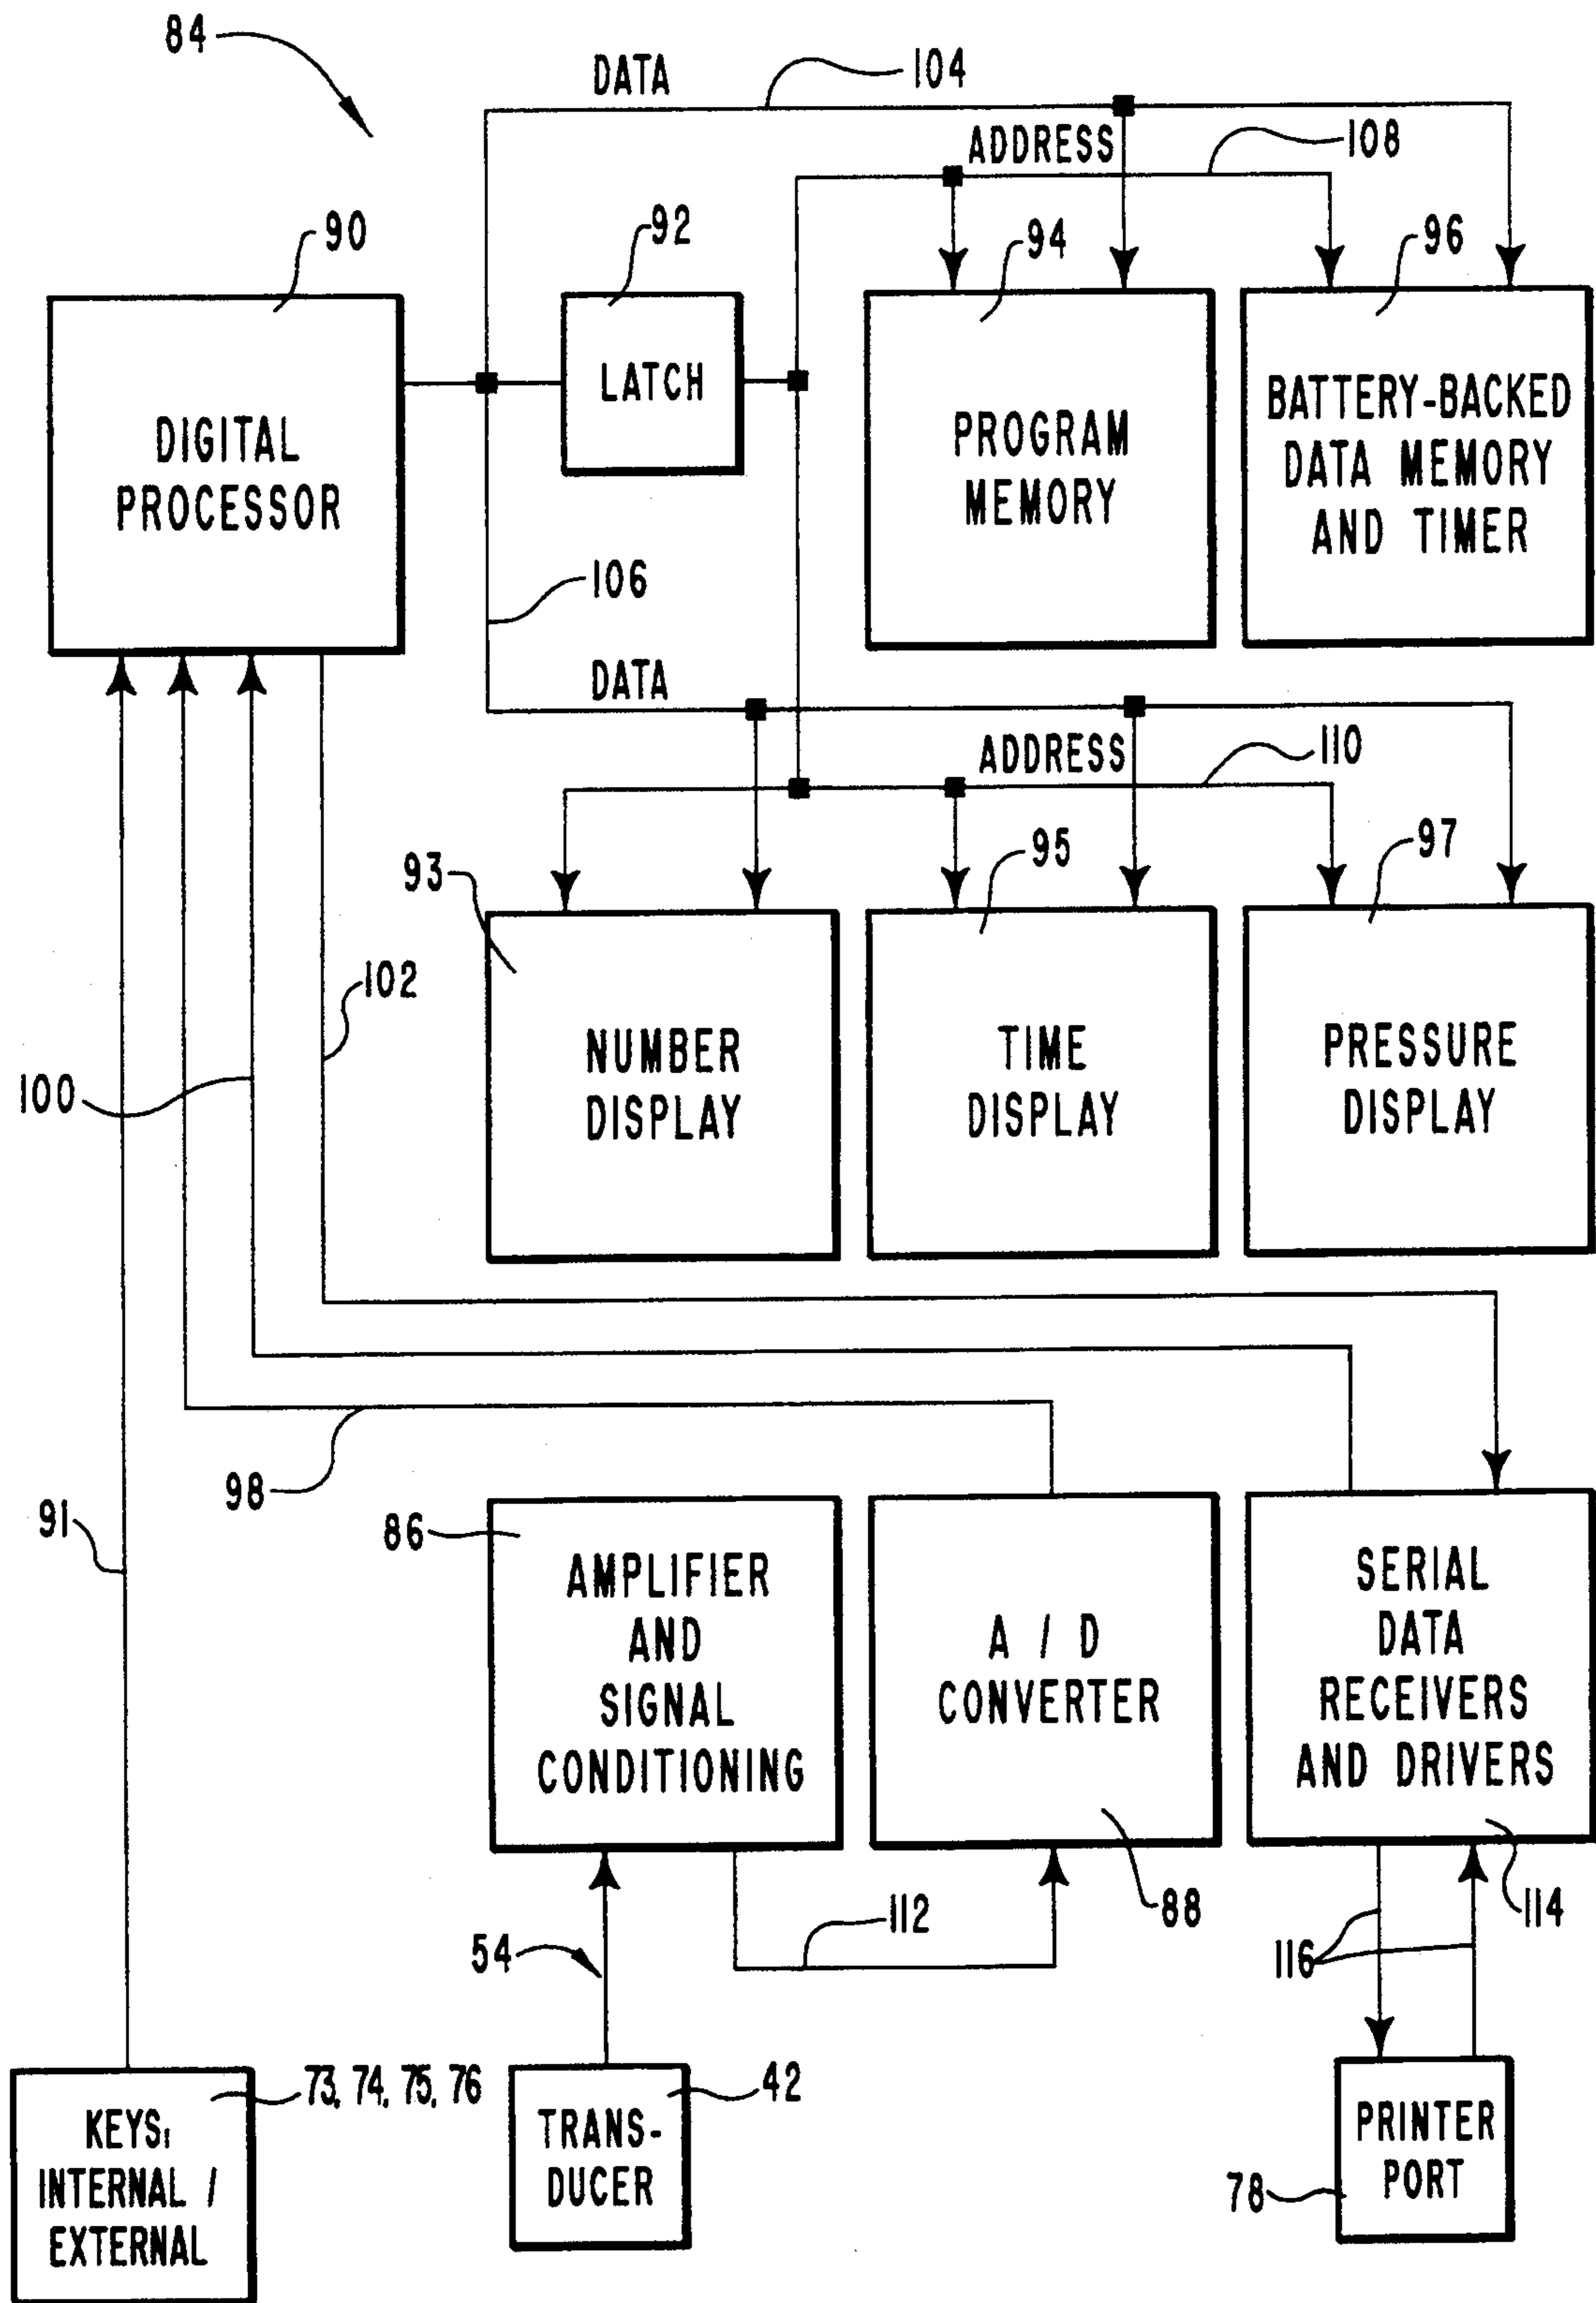 84
DATA
104
ADDRESS
108
90
92
94
96
DIGITAL
PROCESSOR
LATCH
PROGRAM
MEMORY
BATTERY-BACKED
DATA MEMORY
AND TIMER
106
DATA
ADDRESS
110
93
95
97
102
100
NUMBER
DISPLAY
TIME
DISPLAY
PRESSURE
DISPLAY
98
91
86
AMPLIFIER
AND
SIGNAL
CONDITIONING
A / D
CONVERTER
88
SERIAL
DATA
RECEIVERS
AND DRIVERS
114
112
54
116
73, 74, 75, 76
KEYS,
INTERNAL /
EXTERNAL
42
TRANS-
DUCER
PRINTER
PORT
78